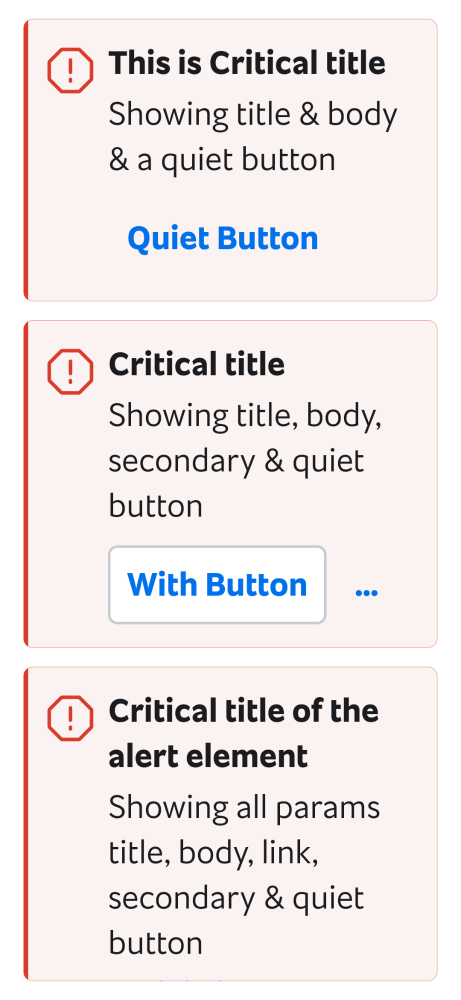 This is Critical title
Showing title & body
& a quiet button
Quiet Button
Critical title
Showing title, body,
secondary & quiet
button
With Button ...
Critical title of the
alert element
Showing all params
title, body, link,
secondary & quiet
button